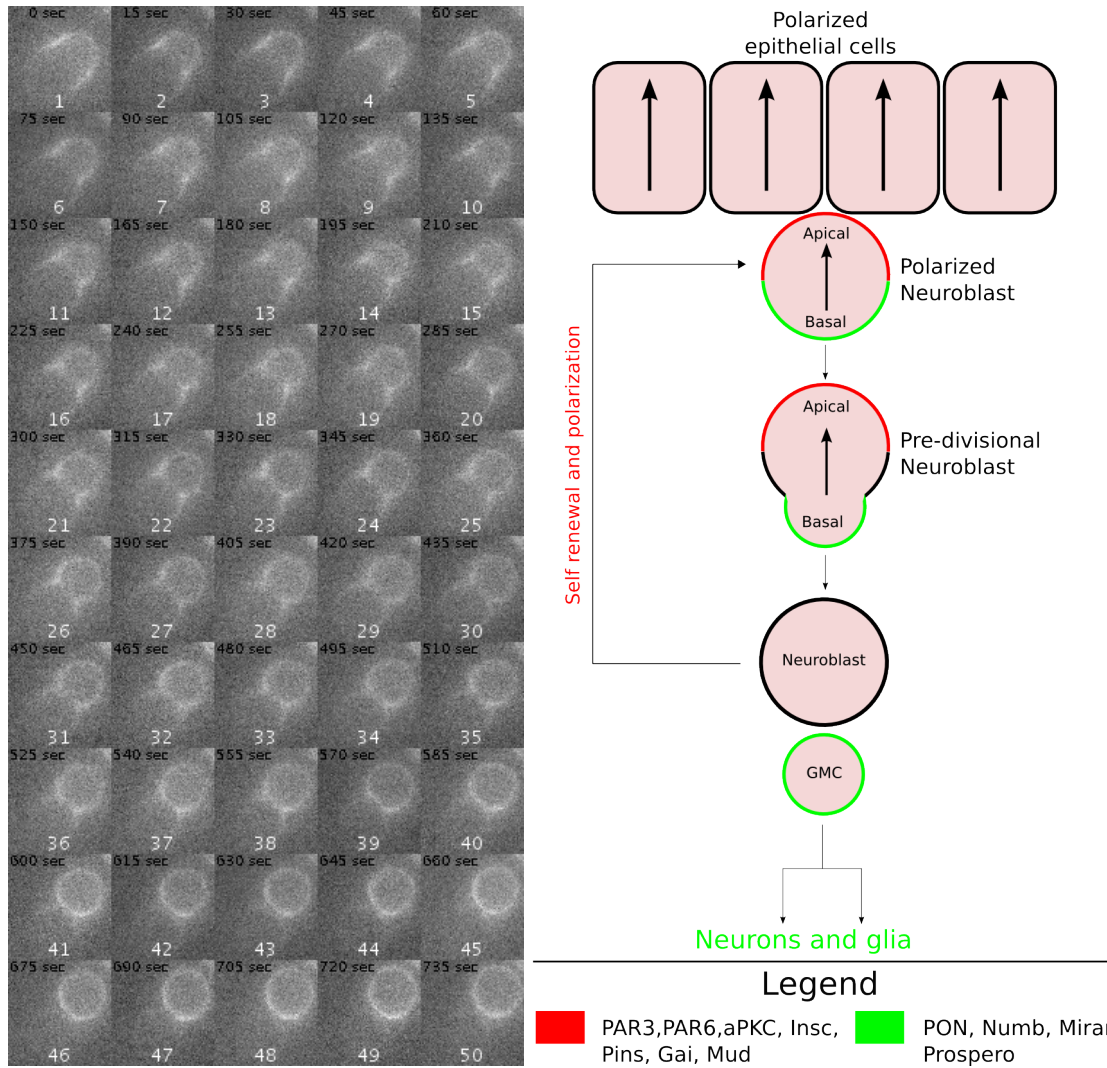 0 sec 15 sec 30 sec 45 sec 60 sec
1 2 3 4 5
75 sec 90 sec 105 sec 120 sec 135 sec
6 7 8 9 10
150 sec 165 sec 180 sec 195 sec 210 sec
11 12 13 14 15
225 sec 240 sec 255 sec 270 sec 285 sec
16 17 18 19 20
300 sec 315 sec 330 sec 345 sec 360 sec
21 22 23 24 25
375 sec 390 sec 405 sec 420 sec 435 sec
26 27 28 29 30
450 sec 465 sec 480 sec 495 sec 510 sec
31 32 33 34 35
525 sec 540 sec 555 sec 570 sec 585 sec
36 37 38 39 40
600 sec 615 sec 630 sec 645 sec 660 sec
41 42 43 44 45
675 sec 690 sec 705 sec 720 sec 735 sec
46 47 48 49 50
Polarized
epithelial cells
Apical
Basal
Polarized
Neuroblast
Self renewal and polarization
Apical
Basal
Pre-divisional
Neuroblast
Neuroblast
GMC
Neurons and glia
Legend
PAR3,PAR6,aPKC, Insc,
Pins, Gai, Mud
PON, Numb, Mirar
Prospero